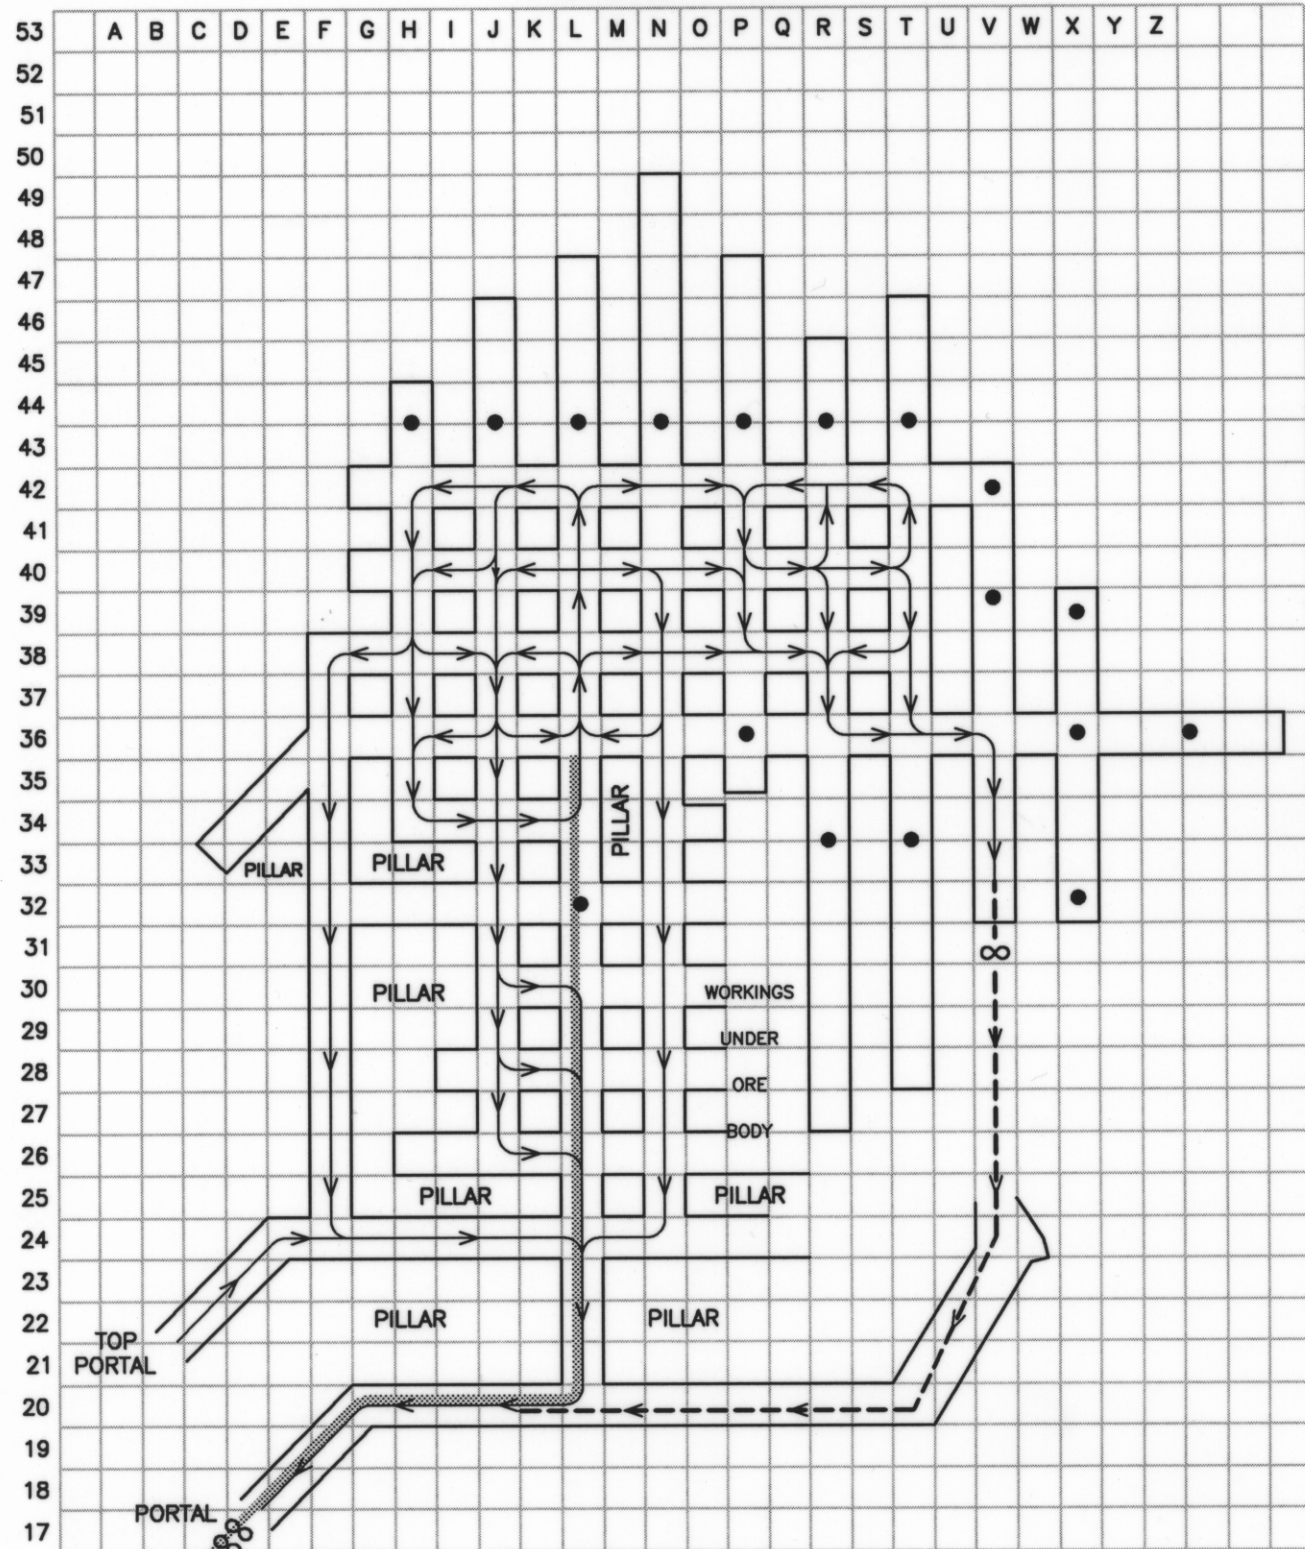 53 A B C D E F G H I J K L M N O P Q R S T U V W X Y Z
52
51
50
49
48
47
46
45
44
43
42
41
40
39
38
37
36
35
34 PILLAR
33 PILLAR PILLAR
32
31
30 PILLAR WORKINGS
29 UNDER
28 ORE
27
BODY
26
25 PILLAR PILLAR
24
23
22 PILLAR PILLAR
TOP
21 PORTAL
20
19
18
PORTAL
17